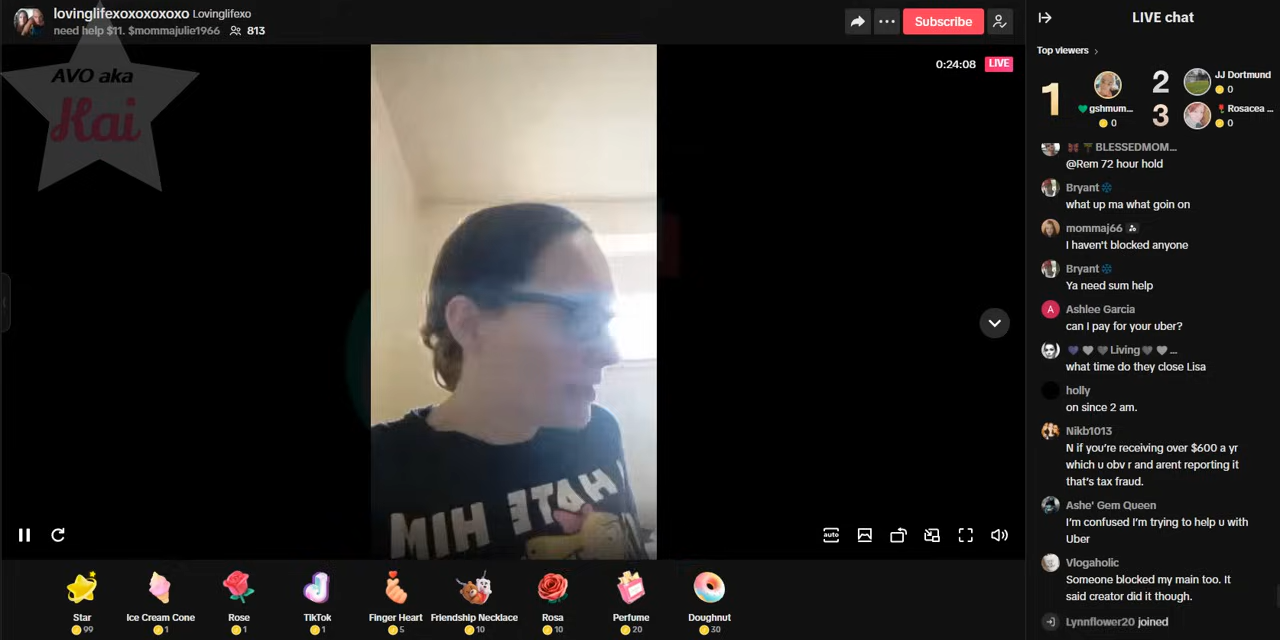 lovinglifexoxoxoxoxo Lovinglifexo
need help $11. $mommajulie1966 813
Subscribe
AVO aka
Kai
0:24:08 LIVE
HATE HIM
auto
Star
99
Ice Cream Cone
1
Rose
1
TikTok
1
Finger Heart
5
Friendship Necklace
10
Rosa
10
Perfume
20
Doughnut
30
LIVE chat
Top viewers
1
gshmum...
0
2
JJ Dortmund
0
3
Rosacea ...
0
BLESSEDMOM...
@Rem 72 hour hold
Bryant
what up ma what goin on
mommaj66
I haven't blocked anyone
Bryant
Ya need sum help
A
Ashlee Garcia
can I pay for your uber?
Living ...
what time do they close Lisa
holly
on since 2 am.
Nikb1013
N if you're receiving over $600 a yr
which u obv r and arent reporting it
that's tax fraud.
Ashe' Gem Queen
I'm confused I'm trying to help u with
Uber
Vlogaholic
Someone blocked my main too. It
said creator did it though.
Lynnflower20 joined